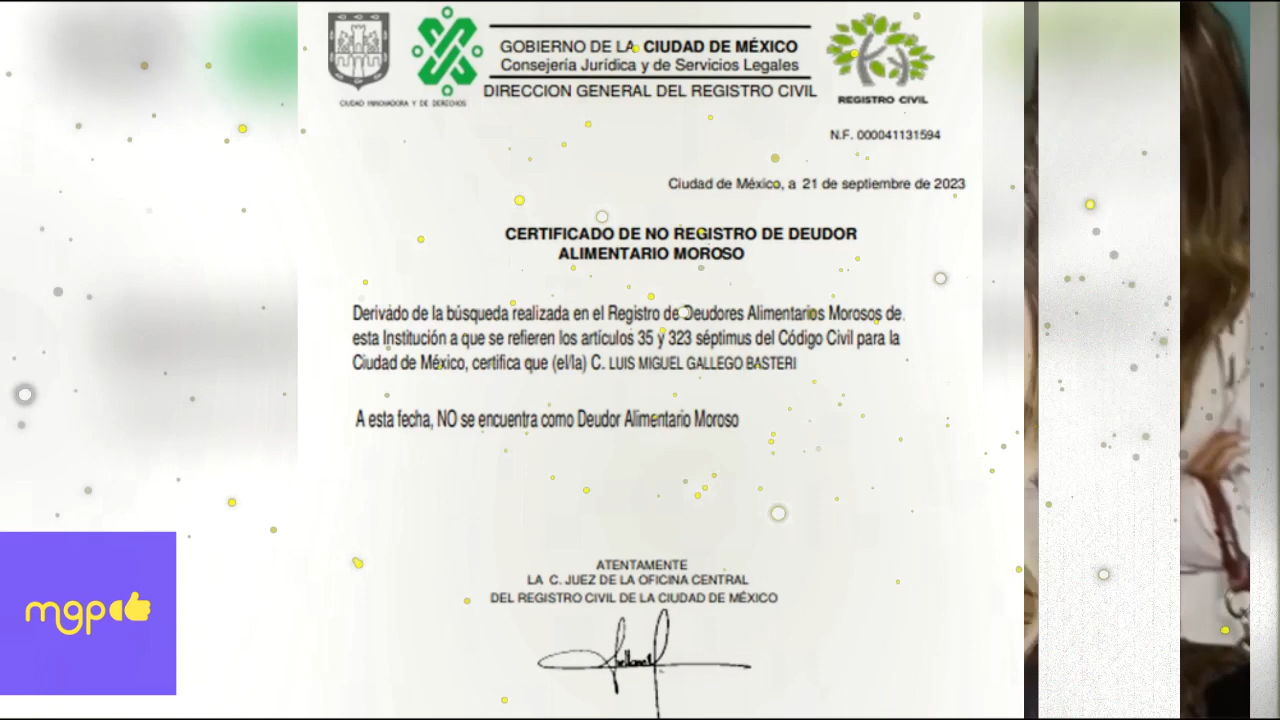 GOBIERNO DE LA CIUDAD DE MÉXICO
Consejería Jurídica y de Servicios Legales
DIRECCION GENERAL DEL REGISTRO CIVIL
CIUDAD INNOVADORA Y DE DERECHOS
REGISTRO CIVIL
N.F. 000041131594
Ciudad de México, a 21 de septiembre de 2023
CERTIFICADO DE NO REGISTRO DE DEUDOR
ALIMENTARIO MOROSO
Derivado de la búsqueda realizada en el Registro de Deudores Alimentarios Morosos de
esta Institución a que se refieren los artículos 35 y 323 séptimus del Código Civil para la
Ciudad de México, certifica que (el/la) C. LUIS MIGUEL GALLEGO BASTERI
A esta fecha, NO se encuentra como Deudor Alimentario Moroso
ATENTAMENTE
LA C. JUEZ DE LA OFICINA CENTRAL
DEL REGISTRO CIVIL DE LA CIUDAD DE MÉXICO
mgp